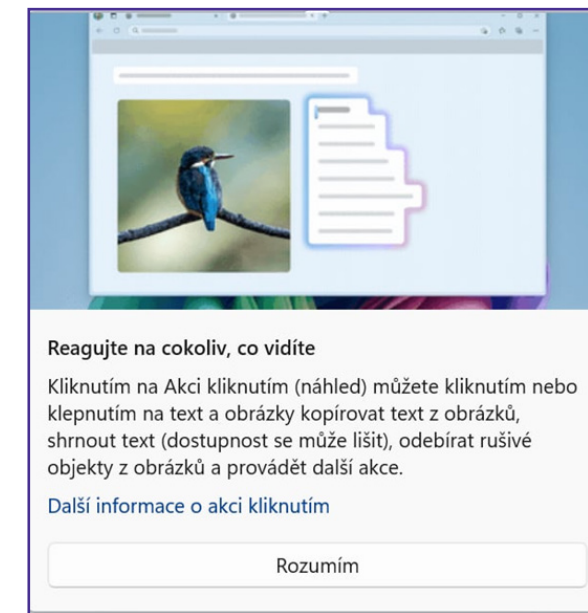 Reagujte na cokoliv, co vidíte
Kliknutím na Akci kliknutím (náhled) můžete kliknutím nebo
klepnutím na text a obrázky kopírovat text z obrázků,
shrnout text (dostupnost se může lišit), odebírat rušivé
objekty z obrázků a provádět další akce.
Další informace o akci kliknutím
Rozumím